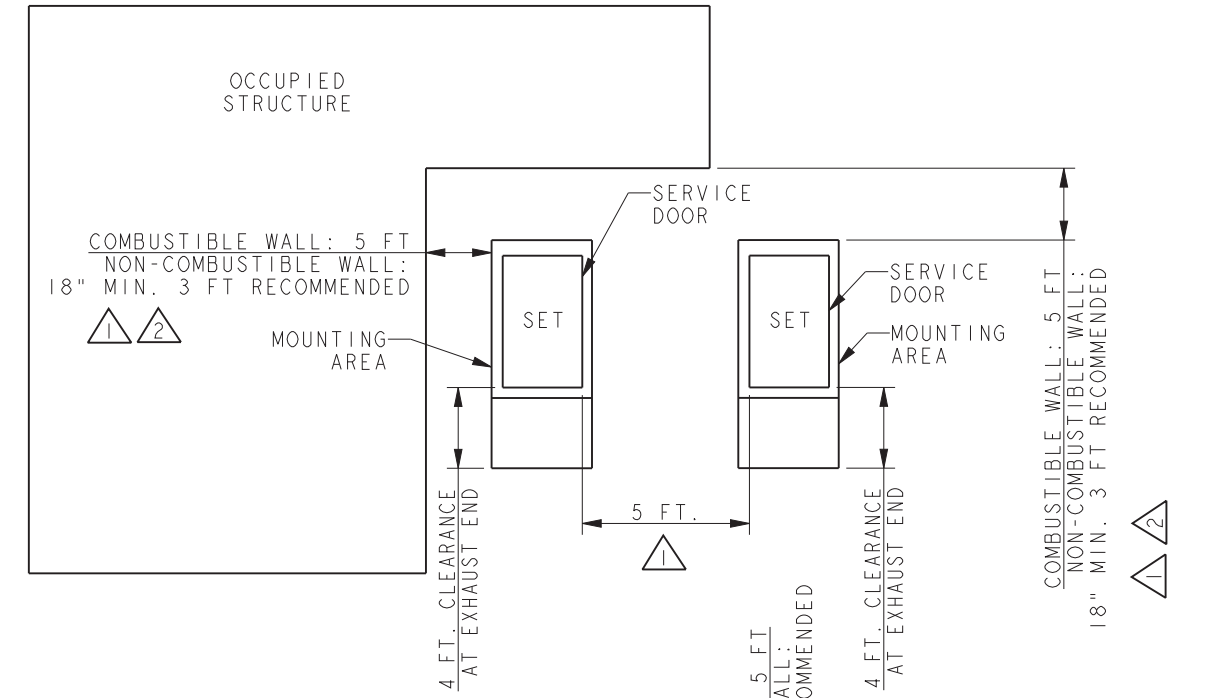 OCCUPIED
STRUCTURE
SERVICE
DOOR
COMBUSTIBLE WALL: 5 FT
NON-COMBUSTIBLE WALL:
18" MIN. 3 FT RECOMMENDED
1 2
SET
MOUNTING
AREA
SERVICE
DOOR
SET
MOUNTING
AREA
4 FT. CLEARANCE
AT EXHAUST END
5 FT.
1
4 FT. CLEARANCE
AT EXHAUST END
COMBUSTIBLE WALL: 5 FT
NON-COMBUSTIBLE WALL:
18" MIN. 3 FT RECOMMENDED
1 2
5 FT